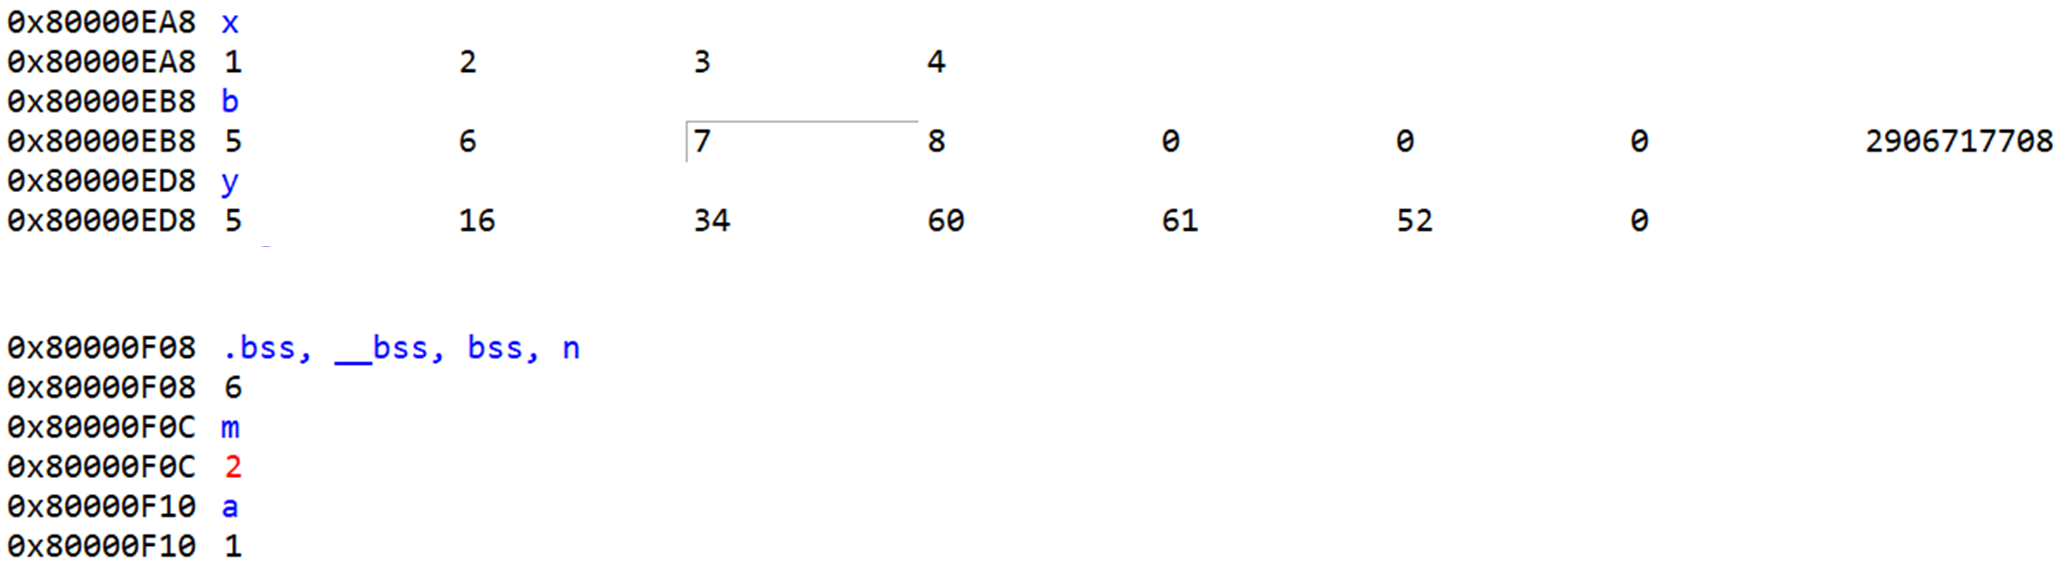 0x80000EA8 x
0x80000EA8 1 2 3 4
0x80000EB8 b
0x80000EB8 5 6 7 8 0 0 0 2906717708
0x80000ED8 y
0x80000ED8 5 16 34 60 61 52 0
0x80000F08 .bss, __bss, bss, n
0x80000F08 6
0x80000F0C m
0x80000F0C 2
0x80000F10 a
0x80000F10 1